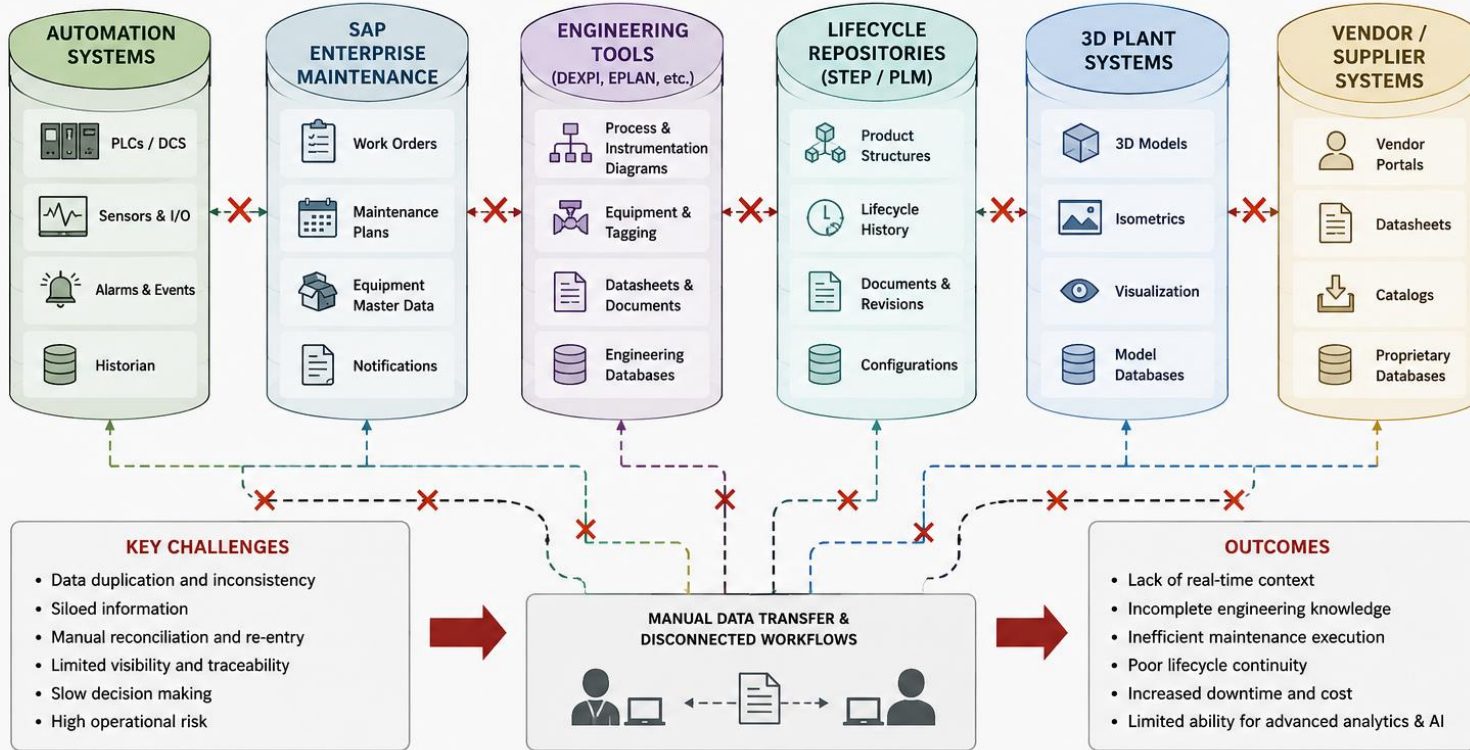 AUTOMATION
SYSTEMS
PLCs / DCS
Sensors & I/O
Alarms & Events
Historian
SAP
ENTERPRISE
MAINTENANCE
Work Orders
Maintenance
Plans
Equipment
Master Data
Notifications
ENGINEERING
TOOLS
(DEXPI, EPLAN, etc.)
Process &
Instrumentation
Diagrams
Equipment &
Tagging
Datasheets &
Documents
Engineering
Databases
LIFECYCLE
REPOSITORIES
(STEP / PLM)
Product
Structures
Lifecycle
History
Documents &
Revisions
Configurations
3D PLANT
SYSTEMS
3D Models
Isometrics
Visualization
Model
Databases
VENDOR /
SUPPLIER
SYSTEMS
Vendor
Portals
Datasheets
Catalogs
Proprietary
Databases
KEY CHALLENGES
• Data duplication and inconsistency
• Siloed information
• Manual reconciliation and re-entry
• Limited visibility and traceability
• Slow decision making
• High operational risk
MANUAL DATA TRANSFER &
DISCONNECTED WORKFLOWS
OUTCOMES
• Lack of real-time context
• Incomplete engineering knowledge
• Inefficient maintenance execution
• Poor lifecycle continuity
• Increased downtime and cost
• Limited ability for advanced analytics & AI